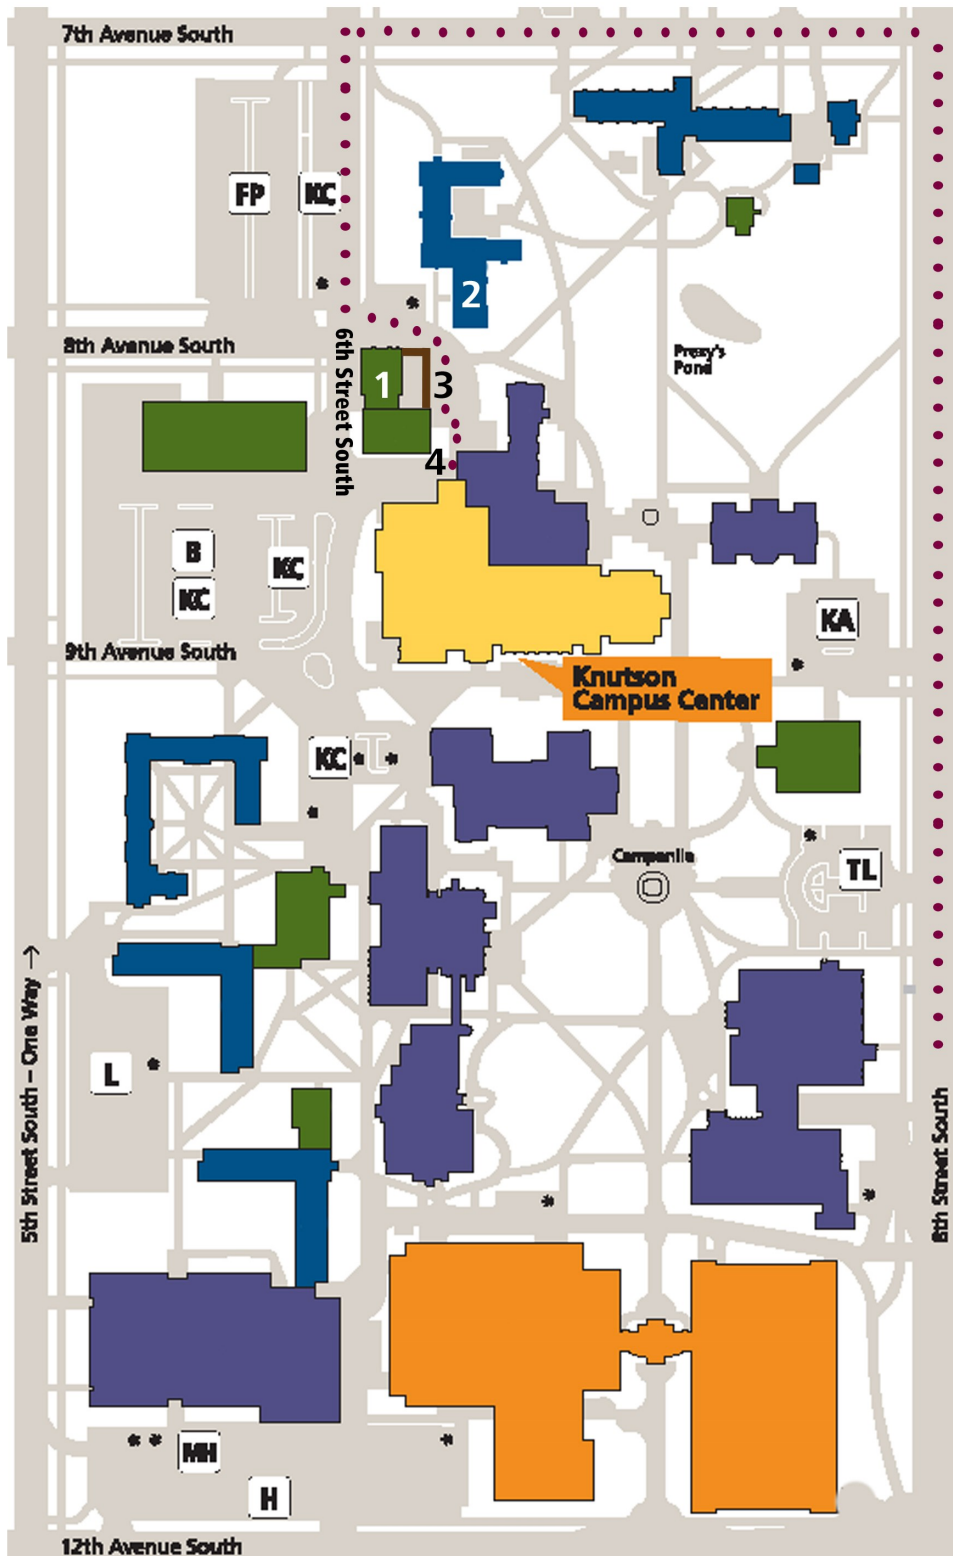 7th Avenue South
FP
KC
2
8th Avenue South
6th Street South
Prexy's
Pond
1
3
4
B
KC
KC
KA
9th Avenue South
Knutson
Campus Center
KC
Campanile
TL
5th Street South – One Way →
L
8th Street South
MH
H
12th Avenue South